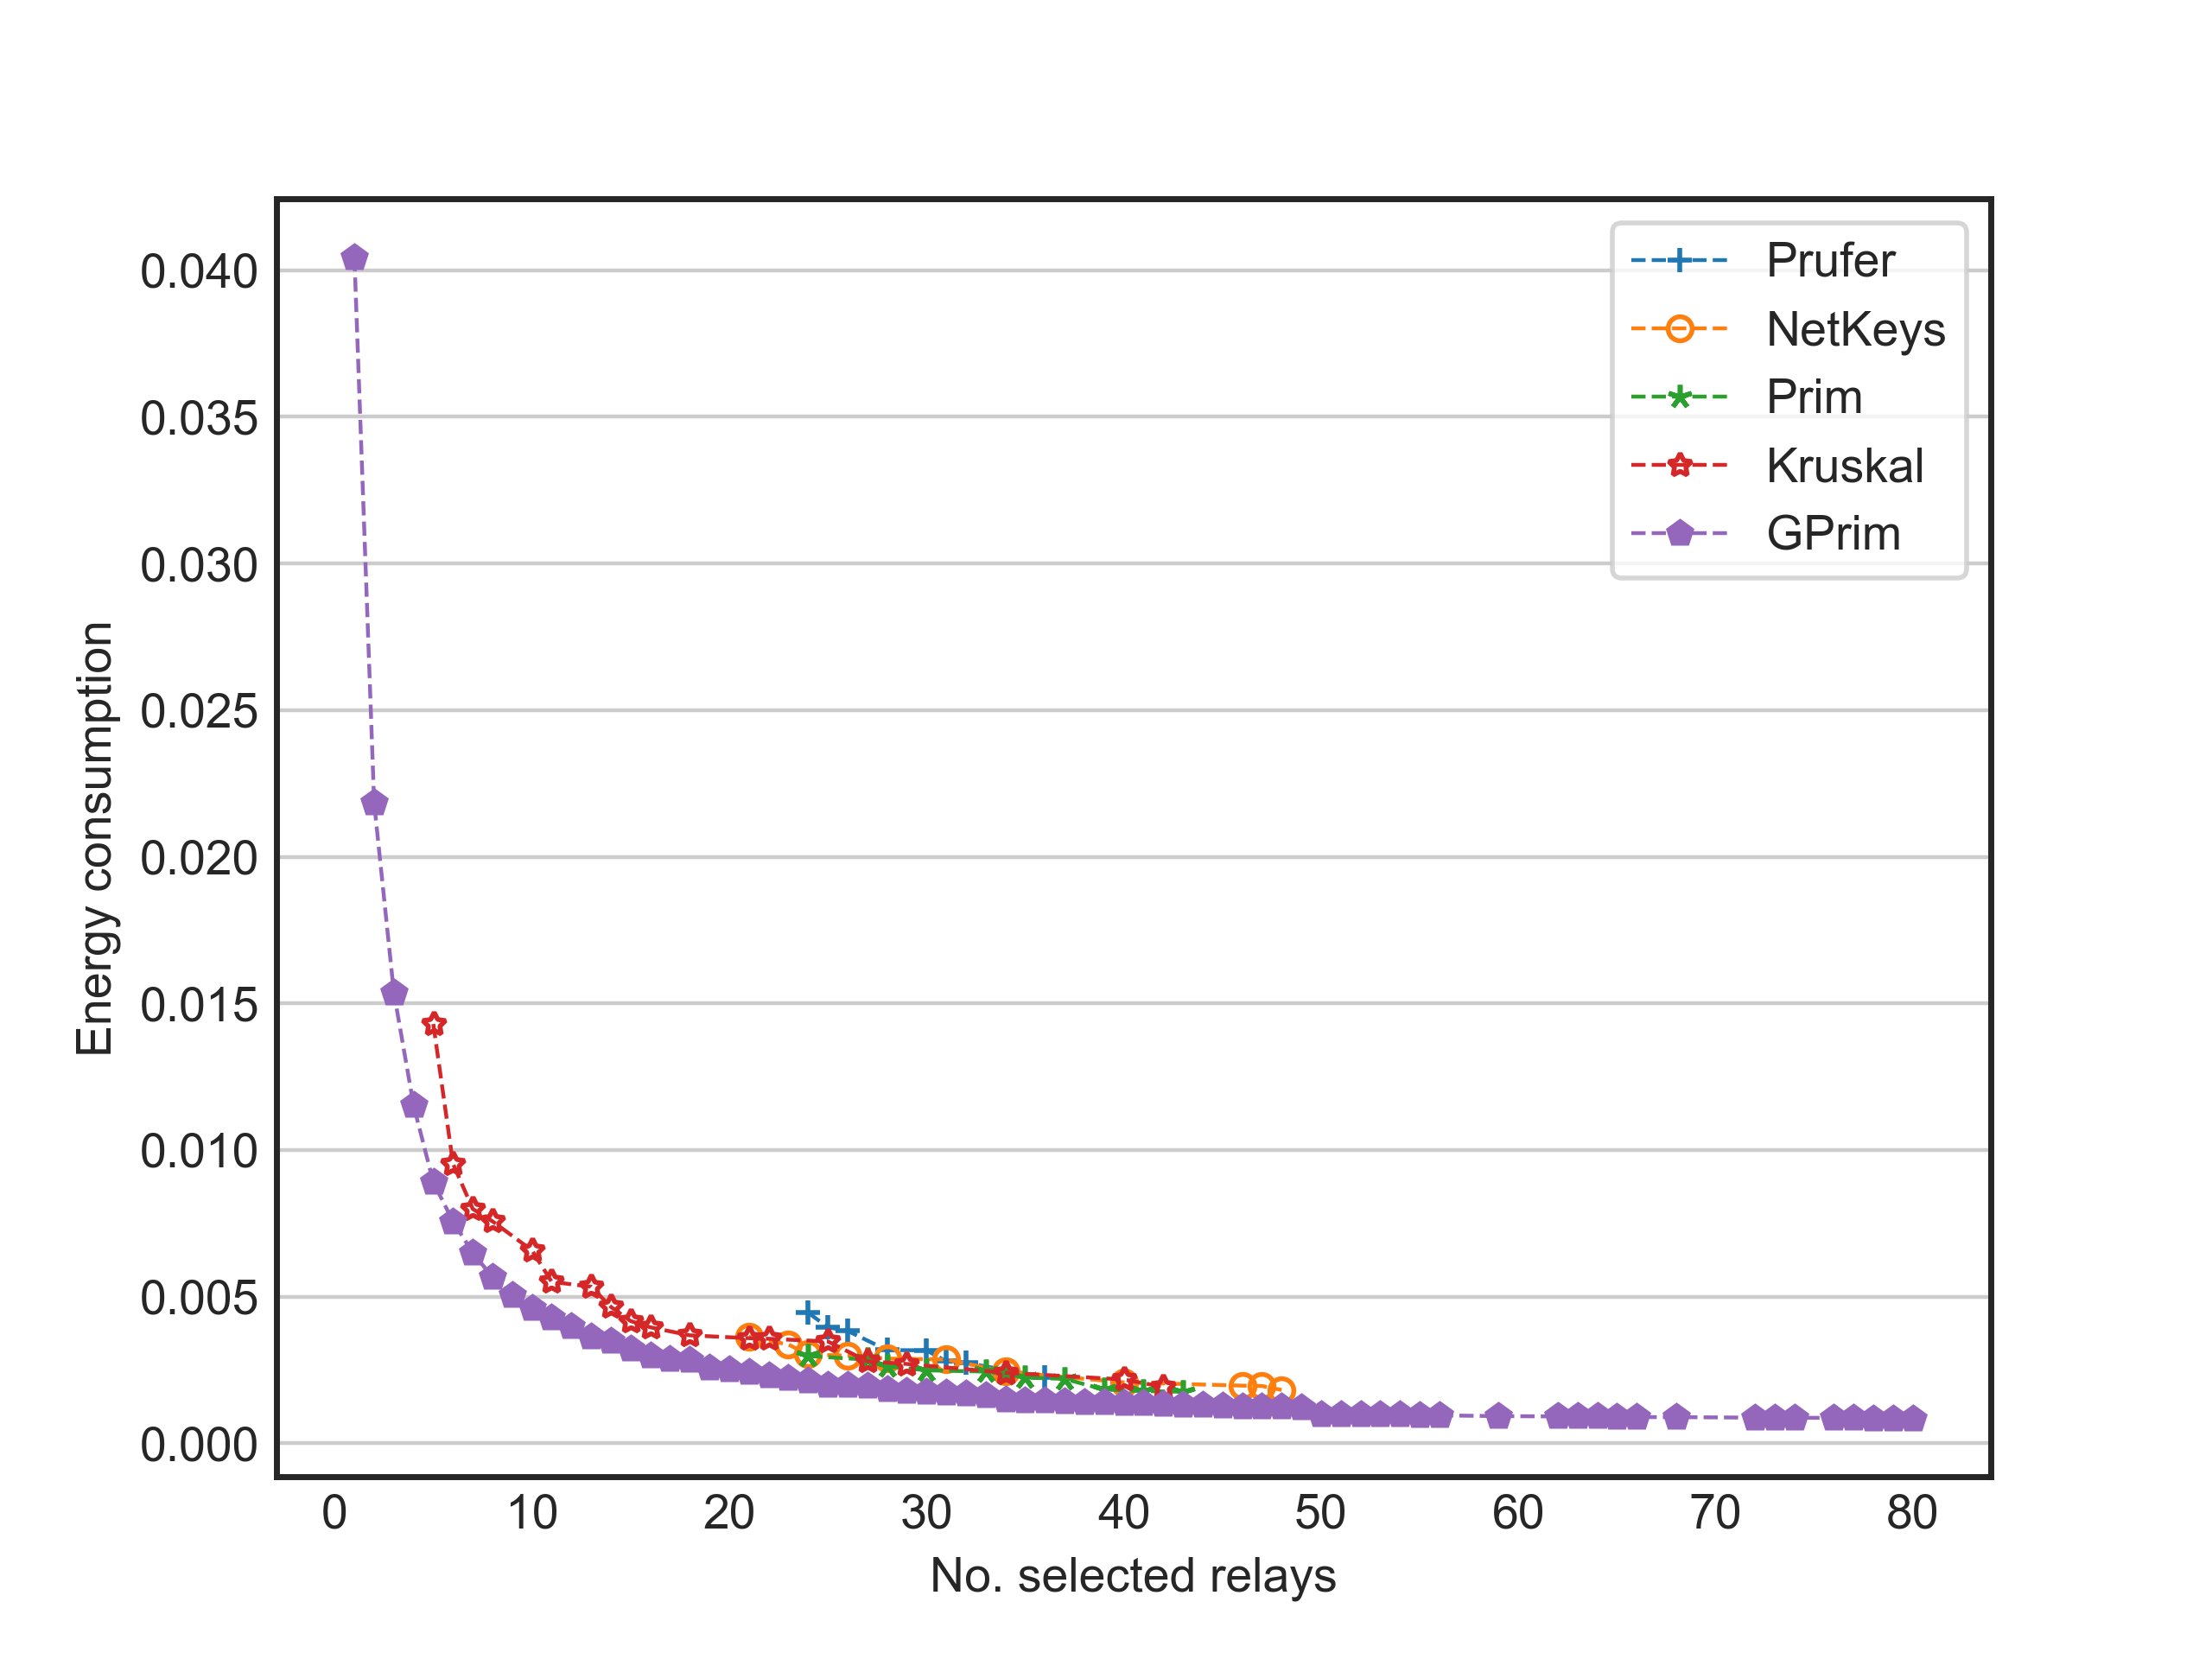 Energy consumption
0.040
0.035
0.030
0.025
0.020
0.015
0.010
0.005
0.000
0 10 20 30 40 50 60 70 80
No. selected relays
Prufer
NetKeys
Prim
Kruskal
GPrim